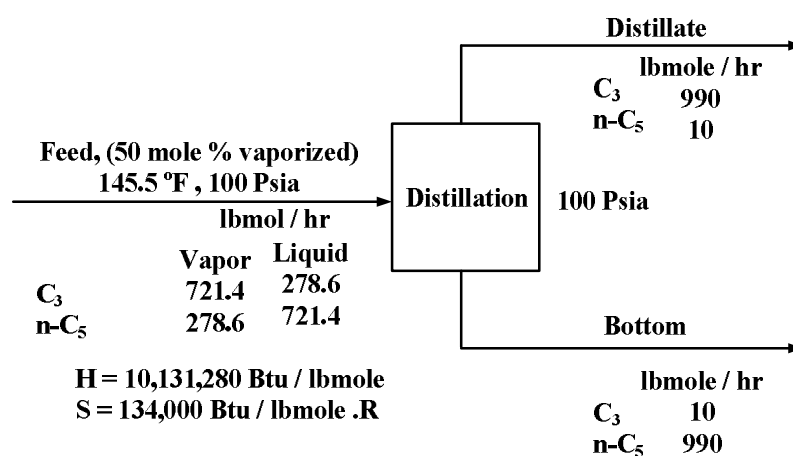 Distillate
lbmole / hr
C₃ 990
n-C₅ 10
Feed, (50 mole % vaporized)
145.5 ºF , 100 Psia
lbmol / hr
Vapor Liquid
C₃ 721.4 278.6
n-C₅ 278.6 721.4
H = 10,131,280 Btu / lbmole
S = 134,000 Btu / lbmole .R
Distillation
100 Psia
Bottom
lbmole / hr
C₃ 10
n-C₅ 990